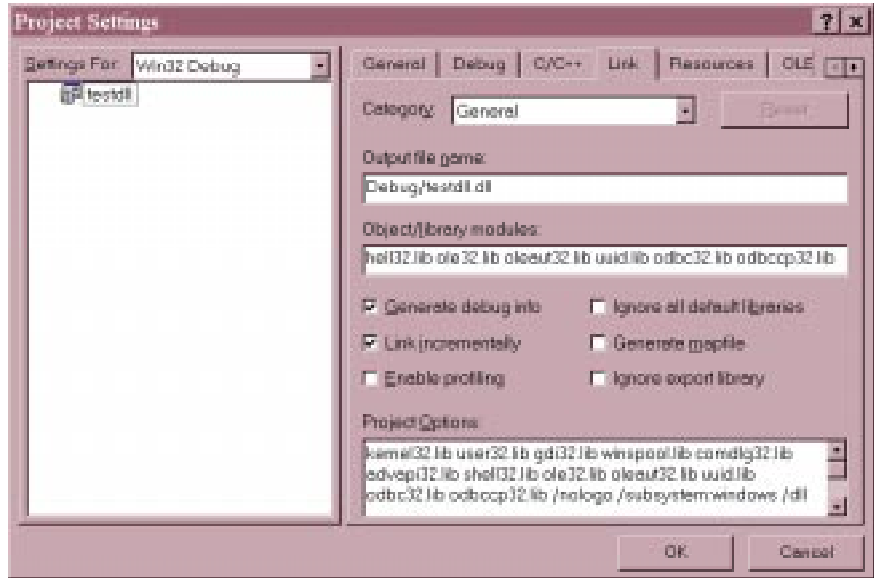 Project Settings
Settings For: Win32 Debug
testdll
General Debug C/C++ Link Resources OLE
Category: General Reset
Output file name:
Debug/testdll.dll
Object/library modules:
hell32.lib ole32.lib oleaut32.lib uuid.lib odbc32.lib odbccp32.lib
Generate debug info Ignore all default libraries
Link incrementally Generate mapfile
Enable profiling Ignore export library
Project Options:
kernel32.lib user32.lib gdi32.lib winspool.lib comdlg32.lib
advapi32.lib shell32.lib ole32.lib oleaut32.lib uuid.lib
odbc32.lib odbccp32.lib /nologo /subsystem:windows /dll
OK Cancel